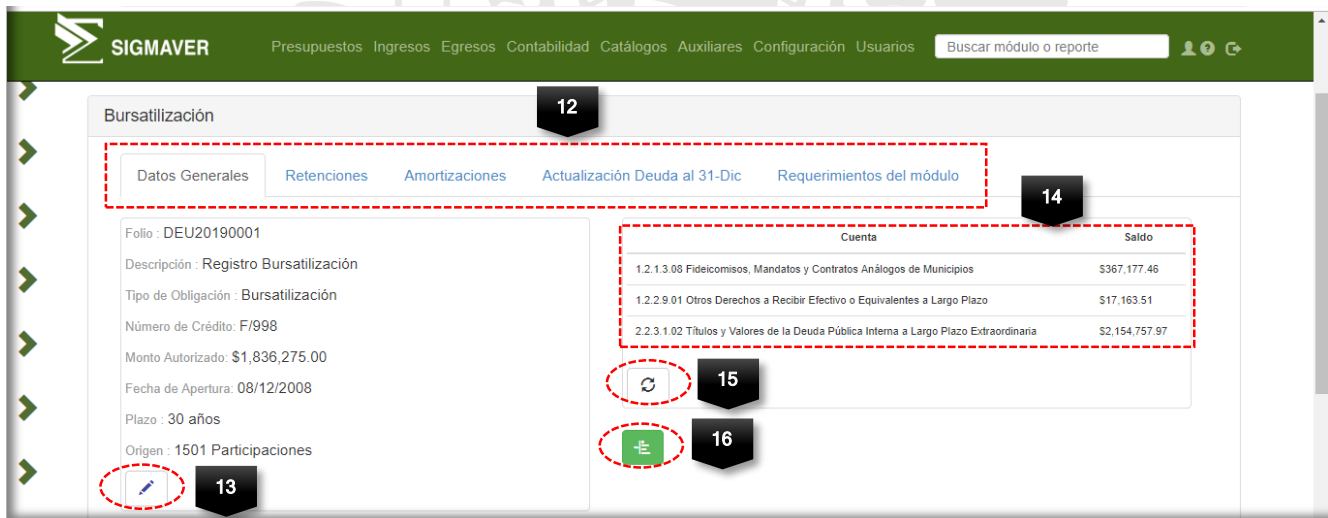 SIGMAVER Presupuestos Ingresos Egresos Contabilidad Catálogos Auxiliares Configuración Usuarios Buscar módulo o reporte
Bursatilización
12
Datos Generales Retenciones Amortizaciones Actualización Deuda al 31-Dic Requerimientos del módulo
14
Folio : DEU20190001
Descripción : Registro Bursatilización
Tipo de Obligación : Bursatilización
Número de Crédito: F/998
Monto Autorizado: $1,836,275.00
Fecha de Apertura: 08/12/2008
Plazo : 30 años
Origen : 1501 Participaciones
13
Cuenta Saldo
1.2.1.3.08 Fideicomisos, Mandatos y Contratos Análogos de Municipios $367,177.46
1.2.2.9.01 Otros Derechos a Recibir Efectivo o Equivalentes a Largo Plazo $17,163.51
2.2.3.1.02 Títulos y Valores de la Deuda Pública Interna a Largo Plazo Extraordinaria $2,154,757.97
15
16